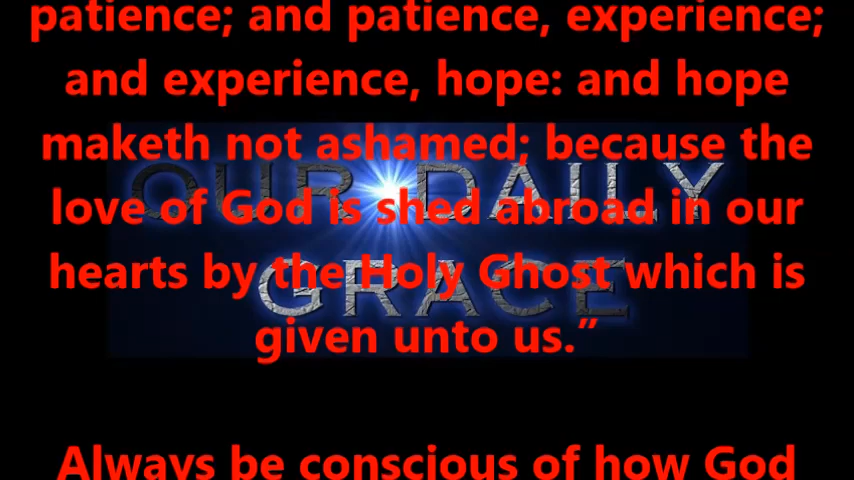 patience; and patience, experience;
and experience, hope: and hope
maketh not ashamed; because the
love of God is shed abroad in our
hearts by the Holy Ghost which is
given unto us.”
Always be conscious of how God
OUR DAILY
GRACE